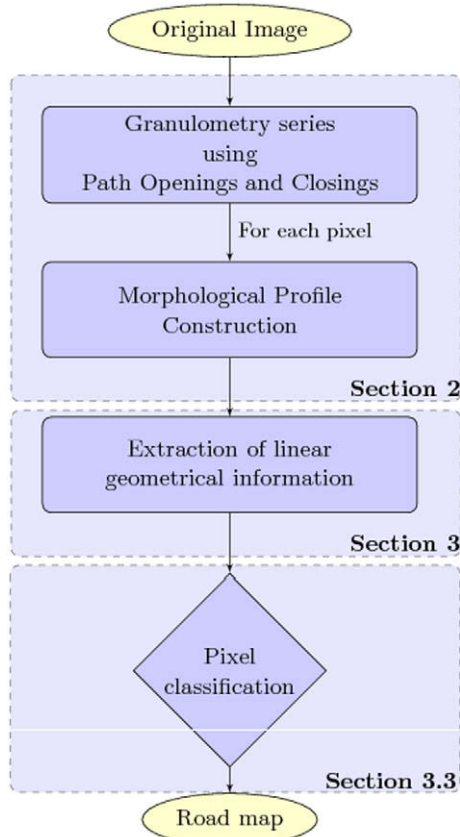 Original Image
Granulometry series
using
Path Openings and Closings
For each pixel
Morphological Profile
Construction
Section 2
Extraction of linear
geometrical information
Section 3
Pixel
classification
Section 3.3
Road map